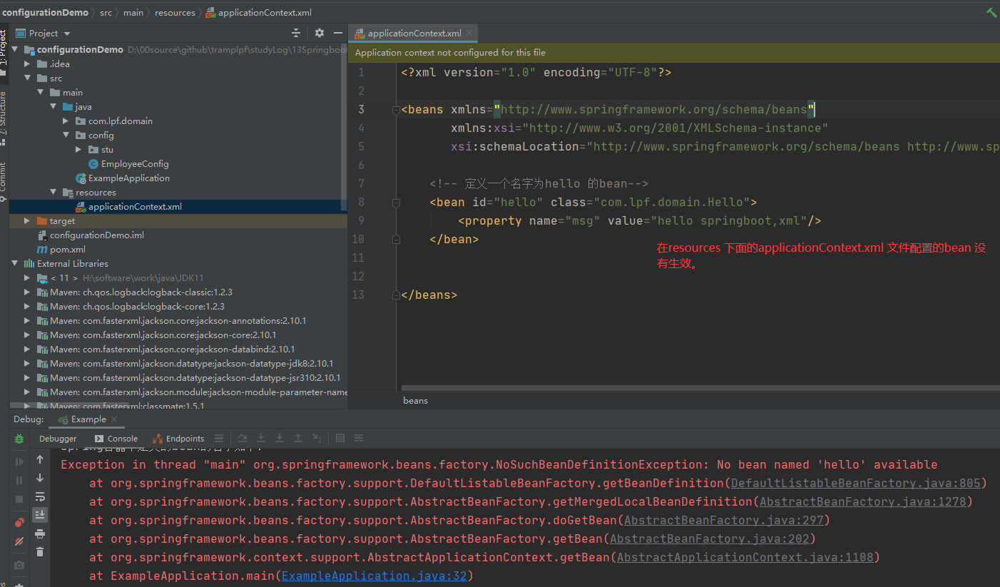 configurationDemo src main resources applicationContext.xml
1: Project
Project
applicationContext.xml
configurationDemo D:\00source\github\tramplpf\studyLog\13Springboo
Application context not configured for this file
.idea
src
main
java
com.lpf.domain
config
stu
EmployeeConfig
ExampleApplication
resources
applicationContext.xml
target
configurationDemo.iml
pom.xml
External Libraries
< 11 > H:\software\work\java\JDK11
Maven: ch.qos.logback:logback-classic:1.2.3
Maven: ch.qos.logback:logback-core:1.2.3
Maven: com.fasterxml.jackson.core:jackson-annotations:2.10.1
Maven: com.fasterxml.jackson.core:jackson-core:2.10.1
Maven: com.fasterxml.jackson.core:jackson-databind:2.10.1
Maven: com.fasterxml.jackson.datatype:jackson-datatype-jdk8:2.10.1
Maven: com.fasterxml.jackson.datatype:jackson-datatype-jsr310:2.10.1
Maven: com.fasterxml.jackson.module:jackson-module-parameter-name
Maven: com.fasterxml:classmate:1.5.1
Z: Structure
Commit
1 <?xml version="1.0" encoding="UTF-8"?>
2
3 <beans xmlns="http://www.springframework.org/schema/beans"
4 xmlns:xsi="http://www.w3.org/2001/XMLSchema-instance"
5 xsi:schemaLocation="http://www.springframework.org/schema/beans http://www.sp
6
7 <!-- 定义一个名字为hello 的bean-->
8 <bean id="hello" class="com.lpf.domain.Hello">
9 <property name="msg" value="hello springboot,xml"/>
10 </bean>
11
12
13 </beans>
在resources 下面的applicationContext.xml 文件配置的bean 没
有生效。
beans
Debug: Example
Debugger Console Endpoints
Exception in thread "main" org.springframework.beans.factory.NoSuchBeanDefinitionException: No bean named 'hello' available
at org.springframework.beans.factory.support.DefaultListableBeanFactory.getBeanDefinition(DefaultListableBeanFactory.java:805)
at org.springframework.beans.factory.support.AbstractBeanFactory.getMergedLocalBeanDefinition(AbstractBeanFactory.java:1278)
at org.springframework.beans.factory.support.AbstractBeanFactory.doGetBean(AbstractBeanFactory.java:297)
at org.springframework.beans.factory.support.AbstractBeanFactory.getBean(AbstractBeanFactory.java:202)
at org.springframework.context.support.AbstractApplicationContext.getBean(AbstractApplicationContext.java:1108)
at ExampleApplication.main(ExampleApplication.java:32)